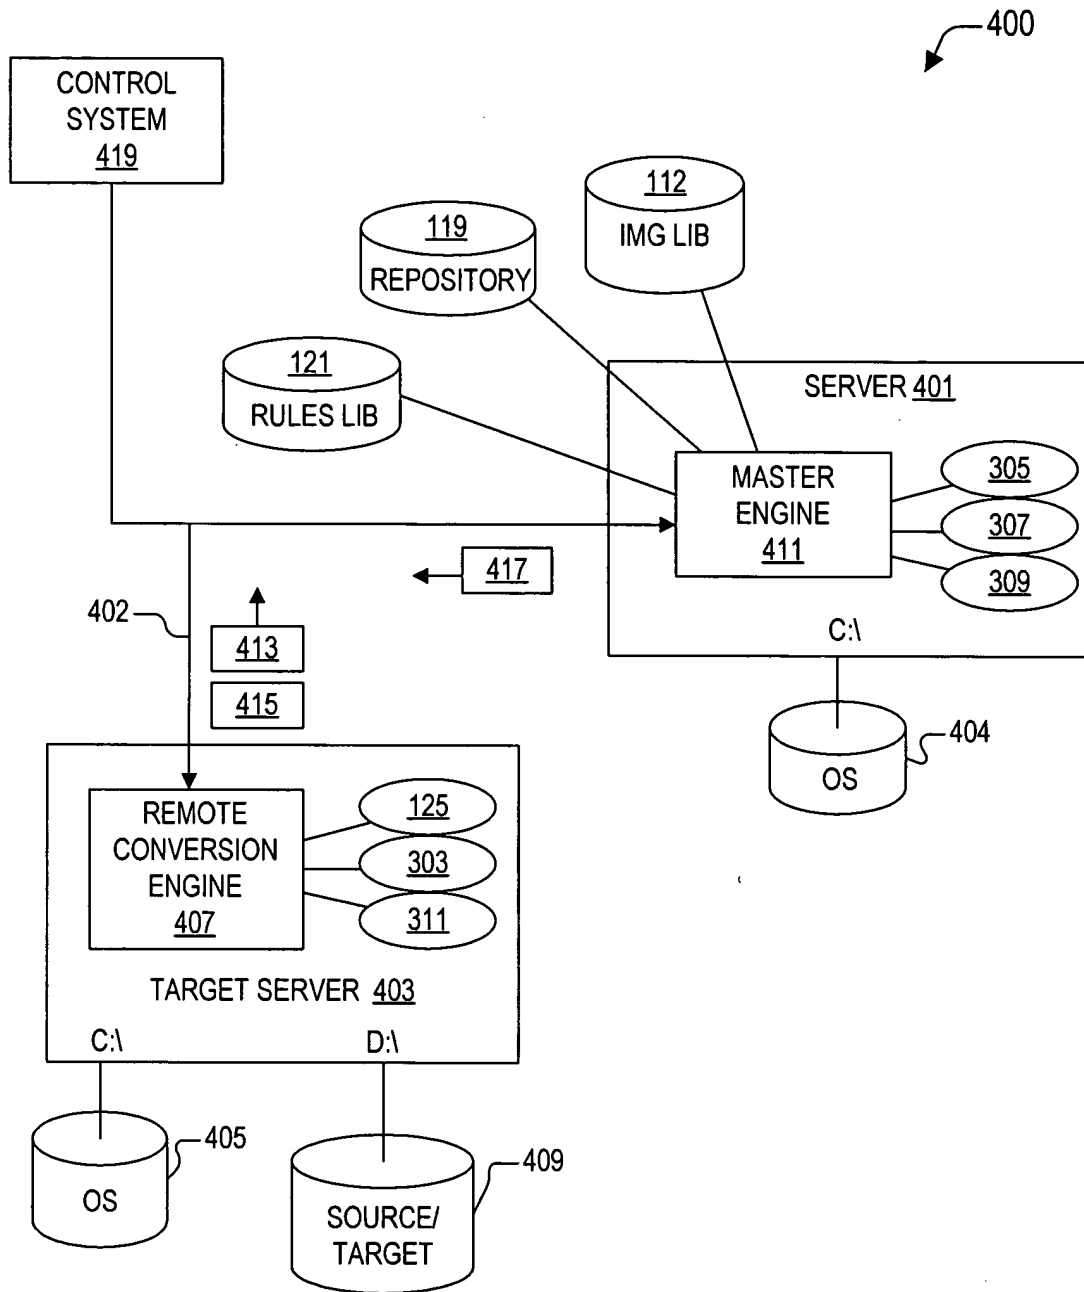 400
CONTROL
SYSTEM
419
112
IMG LIB
119
REPOSITORY
121
RULES LIB
SERVER 401
MASTER
ENGINE
411
305
307
309
C:\
417
402
413
415
404
OS
REMOTE
CONVERSION
ENGINE
407
125
303
311
TARGET SERVER 403
C:\
D:\
405
OS
409
SOURCE/
TARGET